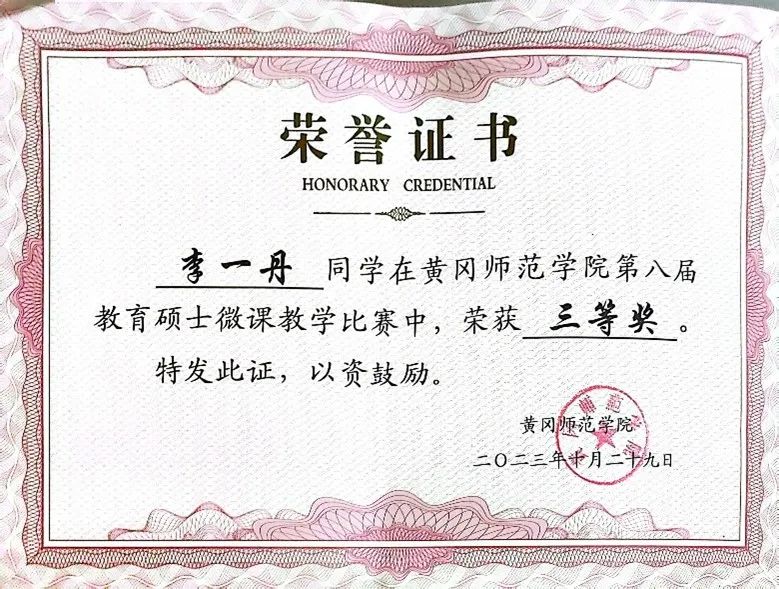 荣誉证书
HONORARY CREDENTIAL
李一丹 同学在黄冈师范学院第八届
教育硕士微课教学比赛中，荣获 三等奖 。
特发此证，以资鼓励。
黄冈师范学院
二〇二三年十月二十九日